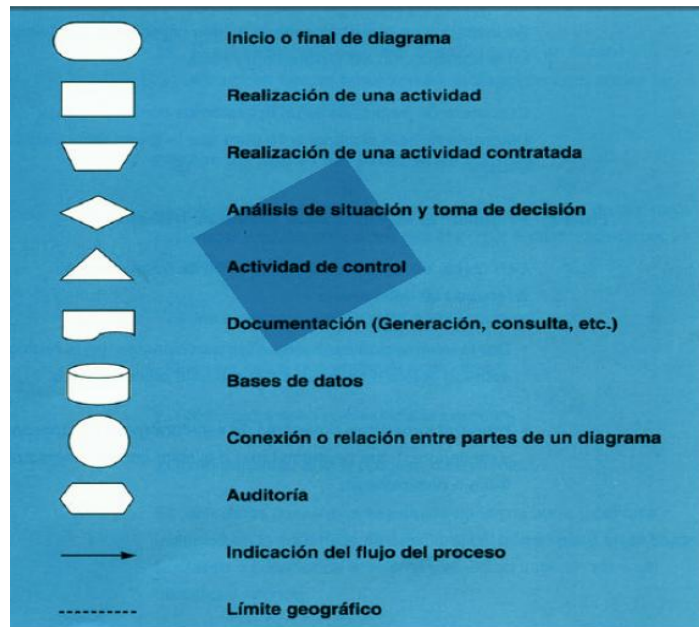 Inicio o final de diagrama
Realización de una actividad
Realización de una actividad contratada
Análisis de situación y toma de decisión
Actividad de control
Documentación (Generación, consulta, etc.)
Bases de datos
Conexión o relación entre partes de un diagrama
Auditoría
Indicación del flujo del proceso
Límite geográfico